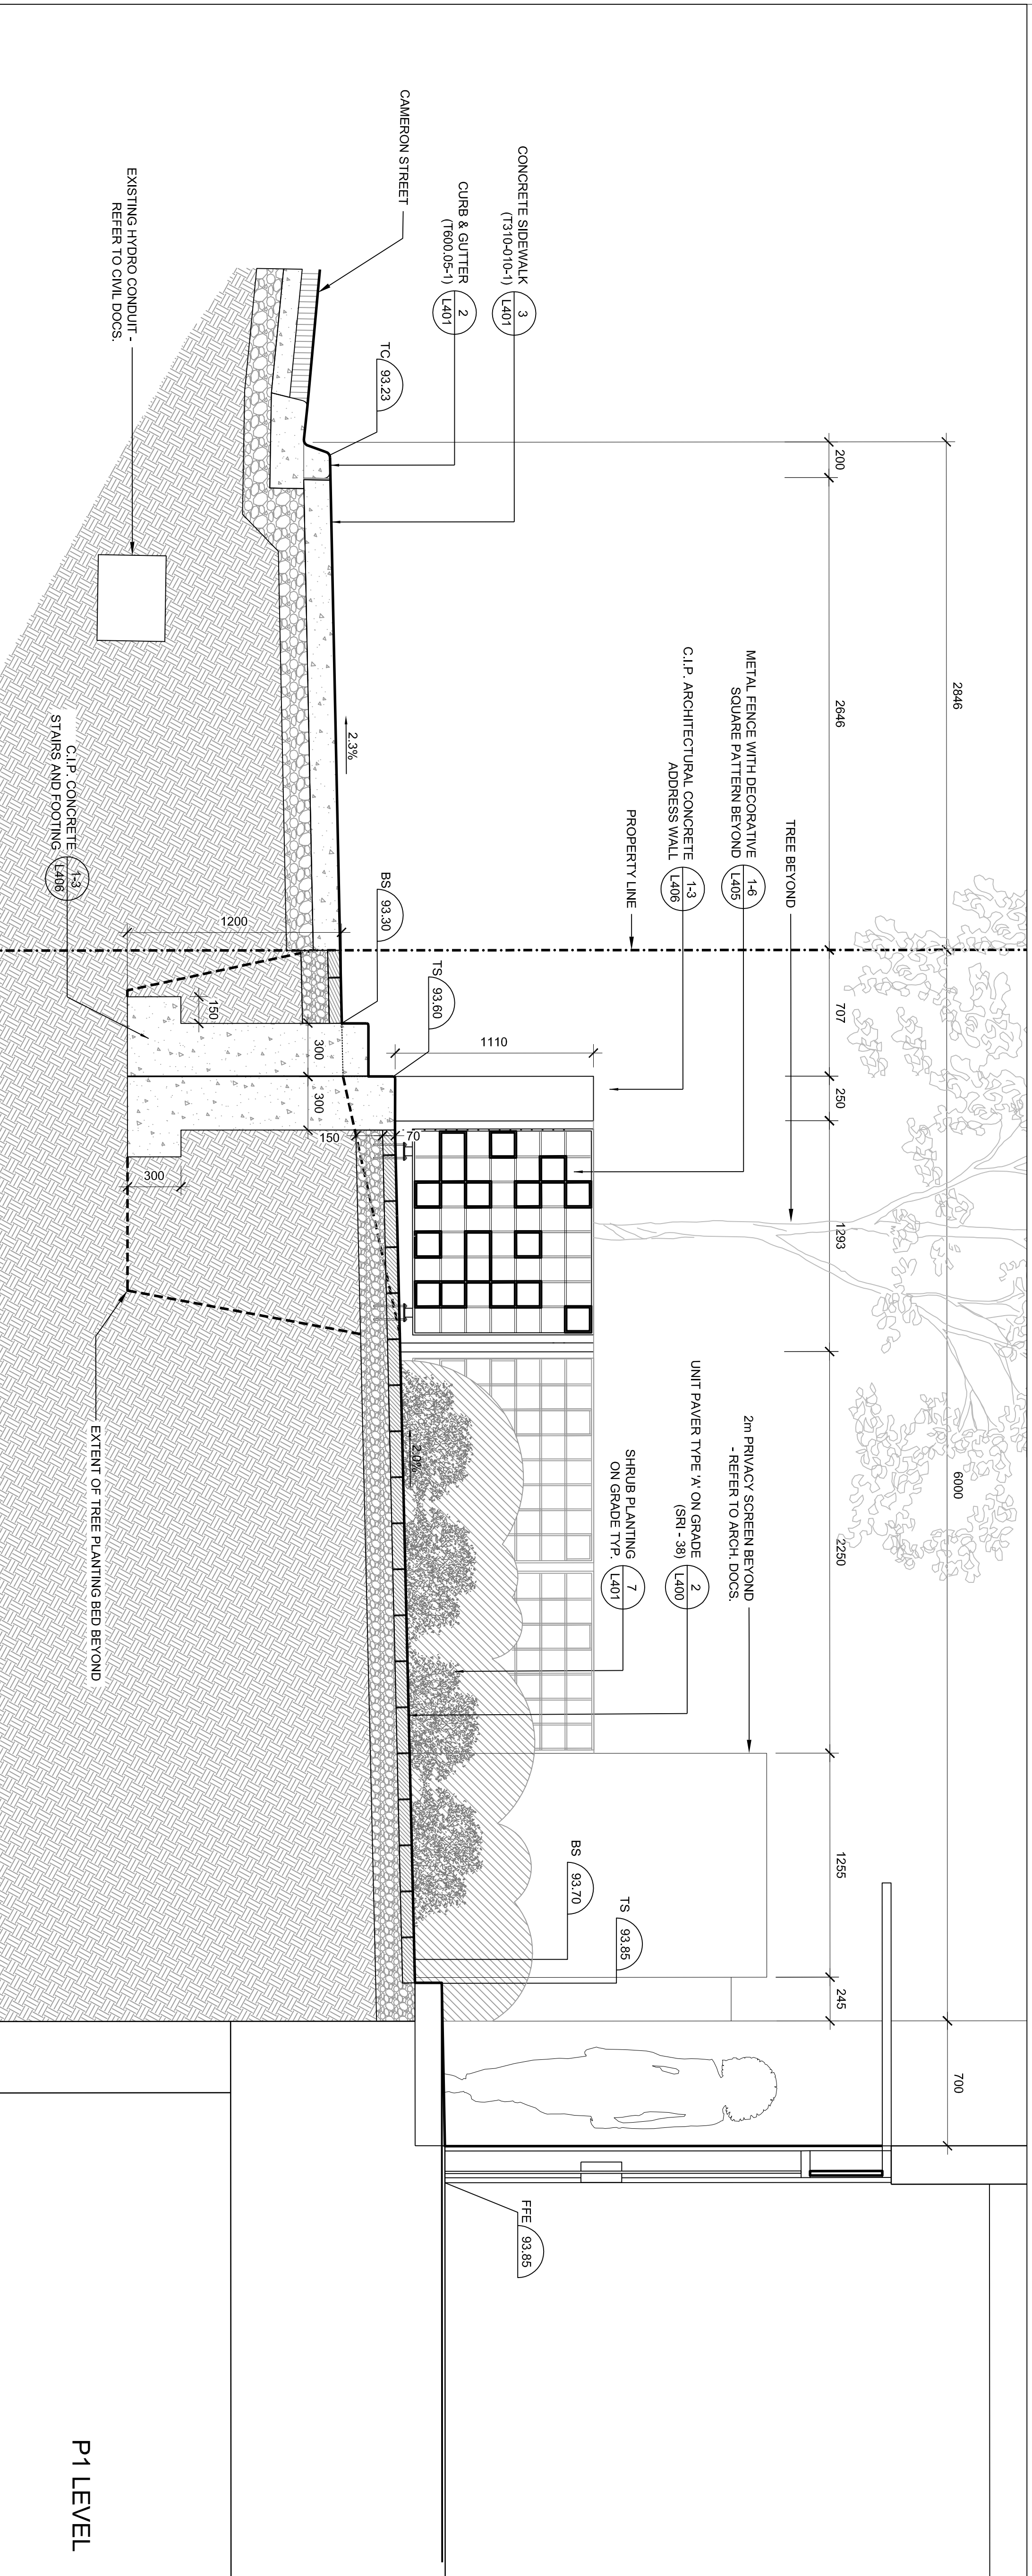 2846
6000
700
200
2646
707
250
1293
2250
1255
245
TREE BEYOND
2m PRIVACY SCREEN BEYOND
- REFER TO ARCH. DOCS.
METAL FENCE WITH DECORATIVE
SQUARE PATTERN BEYOND
1-6
L405
UNIT PAVER TYPE 'A' ON GRADE
(SRI - 38)
2
L400
C.I.P. ARCHITECTURAL CONCRETE
ADDRESS WALL
1-3
L406
SHRUB PLANTING
ON GRADE TYP.
7
L401
PROPERTY LINE
CONCRETE SIDEWALK
(T310-010-1)
3
L401
CURB & GUTTER
(T600.05-1)
2
L401
CAMERON STREET
TC
93.23
BS
93.30
TS
93.60
1110
BS
93.70
TS
93.85
FFE
93.85
2.3%
2.0%
70
150
300
300
1200
150
300
EXISTING HYDRO CONDUIT -
REFER TO CIVIL DOCS.
C.I.P. CONCRETE
STAIRS AND FOOTING
1-3
L406
EXTENT OF TREE PLANTING BED BEYOND
P1 LEVEL